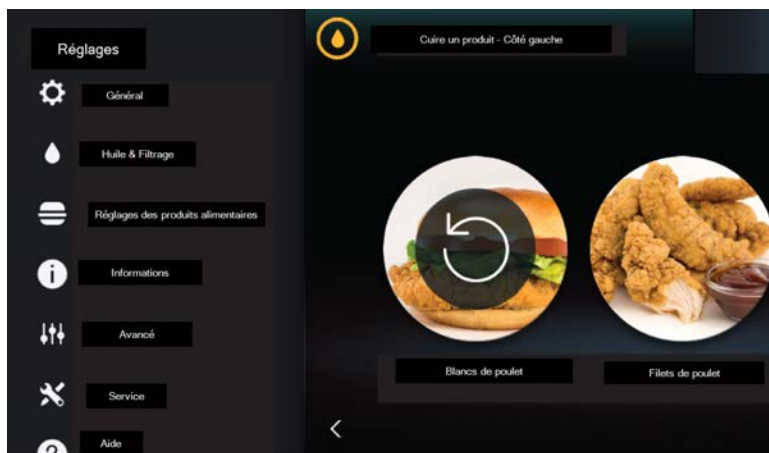 Réglages
Général
Huile & Filtrage
Réglages des produits alimentaires
Informations
Avancé
Service
Aide
Cuire un produit - Côté gauche
Blancs de poulet
Filets de poulet